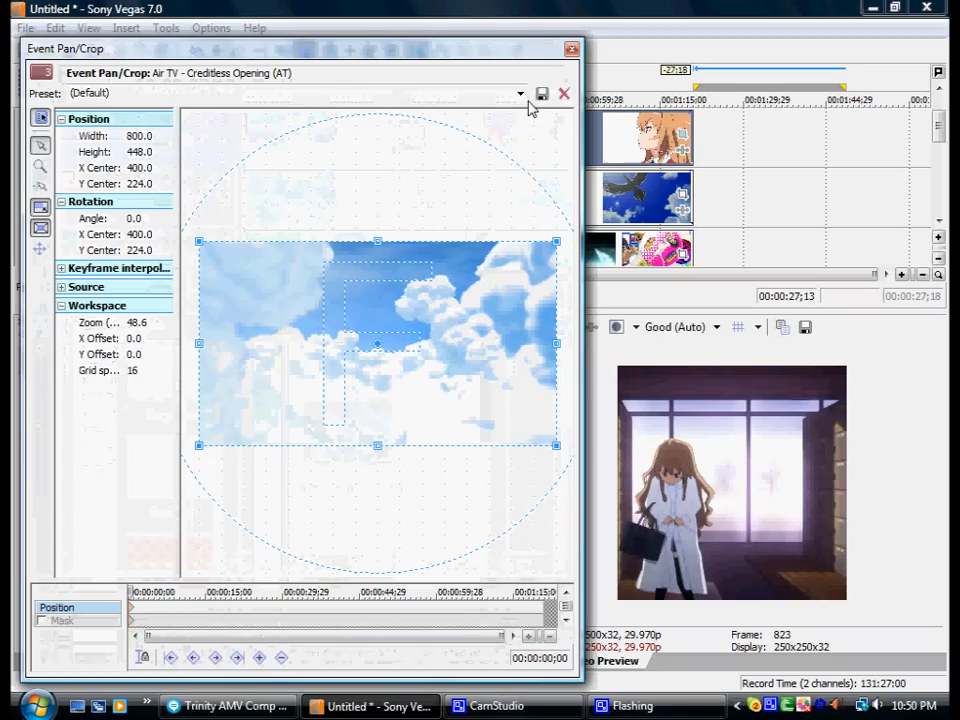 Untitled * - Sony Vegas 7.0
File Edit View Insert Tools Options Help
Event Pan/Crop
Event Pan/Crop: Air TV - Creditless Opening (AT)
Preset: (Default)
Position
Width: 800.0
Height: 448.0
X Center: 400.0
Y Center: 224.0
Rotation
Angle: 0.0
X Center: 400.0
Y Center: 224.0
Keyframe interpol...
Source
Workspace
Zoom (... 48.6
X Offset: 0.0
Y Offset: 0.0
Grid sp... 16
-27;18
00:59;28 00:01:15;00 00:01:29;29 00:01:44;29
00:00:27;13 00:00:27;18
Good (Auto)
00:00:00;00 00:00:15;00 00:00:29;29 00:00:44;29 00:00:59;28 00:01:15;0
Position
Mask
00:00:00;00
500x32, 29.970p Frame: 823
250x32, 29.970p Display: 250x250x32
eo Preview
Record Time (2 channels): 131:27:00
Trinity AMV Comp ... Untitled * - Sony Ve... CamStudio Flashing 10:50 PM